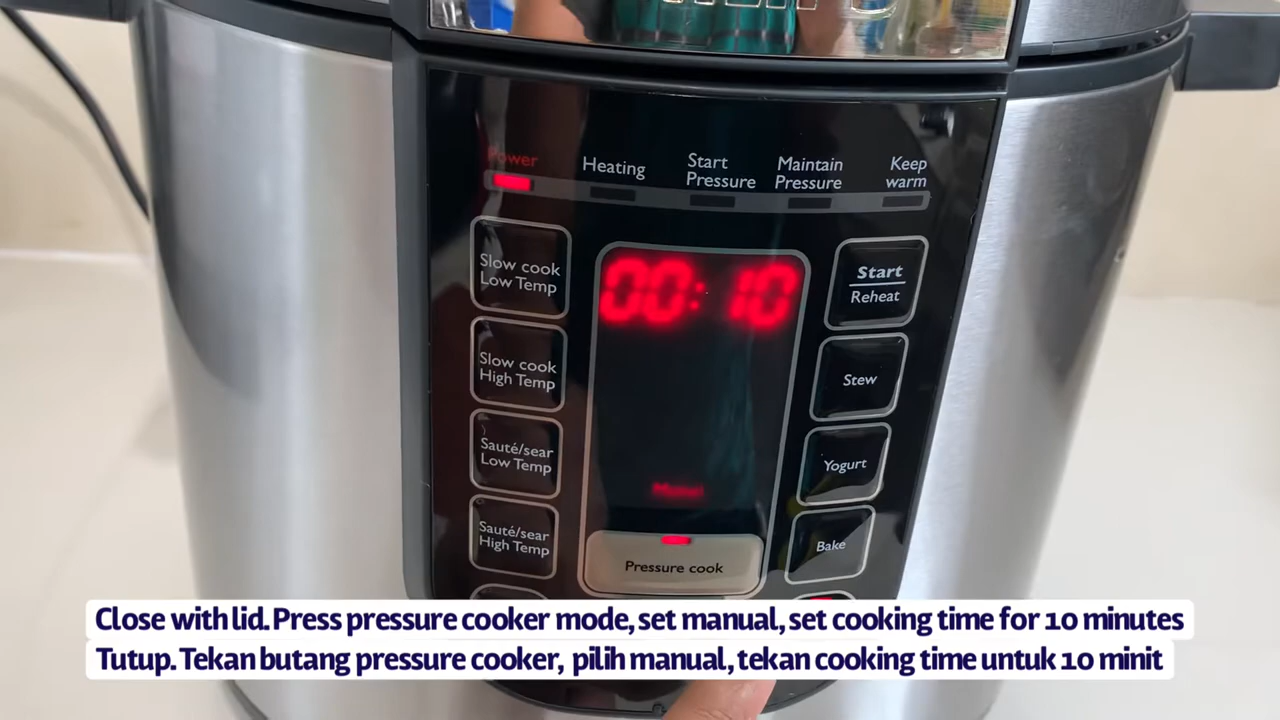 Power
Heating
Start
Pressure
Maintain
Pressure
Keep
warm
Slow cook
Low Temp
00:10
Start
Reheat
Slow cook
High Temp
Stew
Sauté/sear
Low Temp
Yogurt
Manual
Sauté/sear
High Temp
Bake
Pressure cook
Close with lid. Press pressure cooker mode, set manual, set cooking time for 10 minutes
Tutup. Tekan butang pressure cooker, pilih manual, tekan cooking time untuk 10 minit